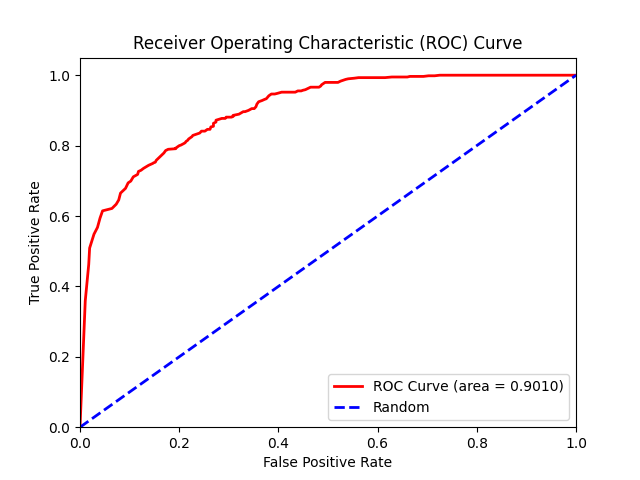 Receiver Operating Characteristic (ROC) Curve
1.0
0.8
0.6
0.4
0.2
0.0
True Positive Rate
ROC Curve (area = 0.9010)
Random
0.0 0.2 0.4 0.6 0.8 1.0
False Positive Rate